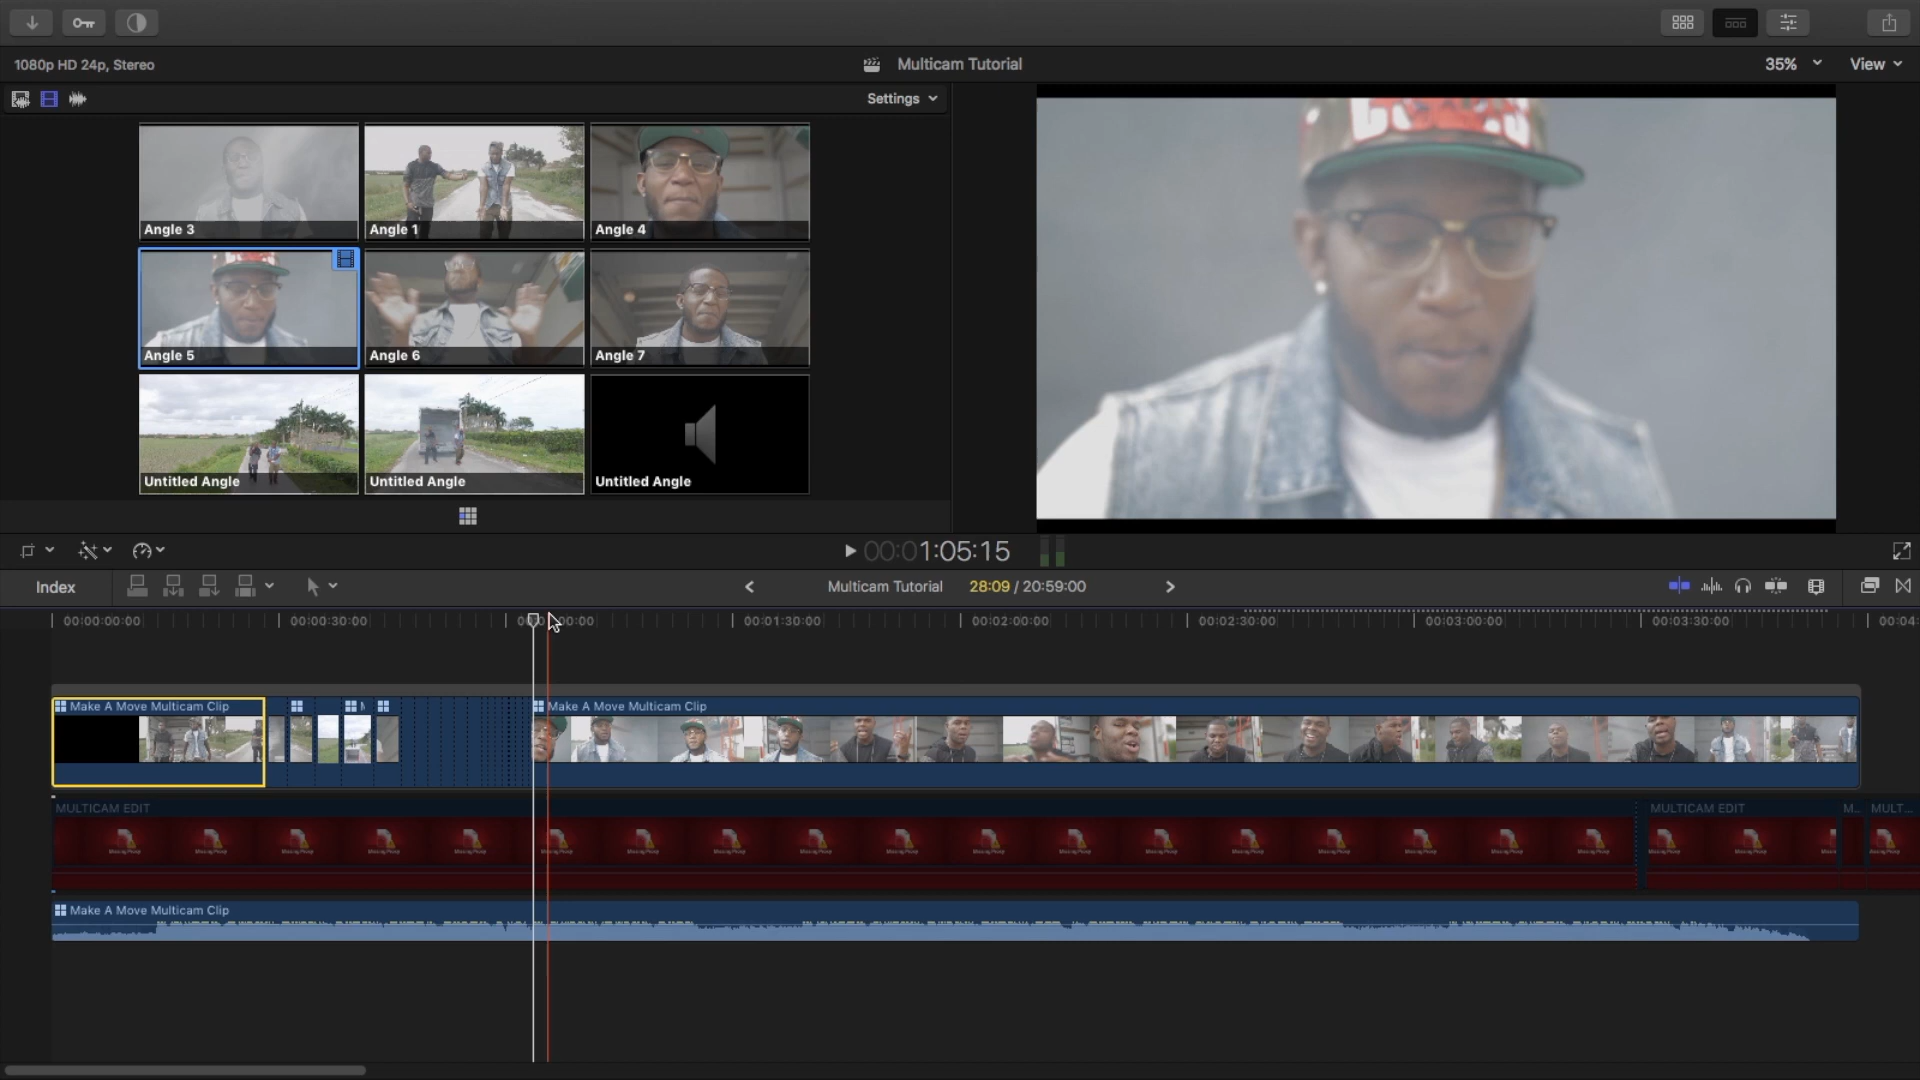 1080p HD 24p, Stereo
Multicam Tutorial
35%
View
Settings
Angle 3
Angle 1
Angle 4
Angle 5
Angle 6
Angle 7
Untitled Angle
Untitled Angle
Untitled Angle
00:01:05:15
Index
Multicam Tutorial
28:09 / 20:59:00
00:00:00:00
00:00:30:00
00:01:30:00
00:02:00:00
00:02:30:00
00:03:00:00
00:03:30:00
00:04:
Make A Move Multicam Clip
Make A Move Multicam Clip
MULTICAM EDIT
MULTICAM EDIT
M...
MULT...
Make A Move Multicam Clip